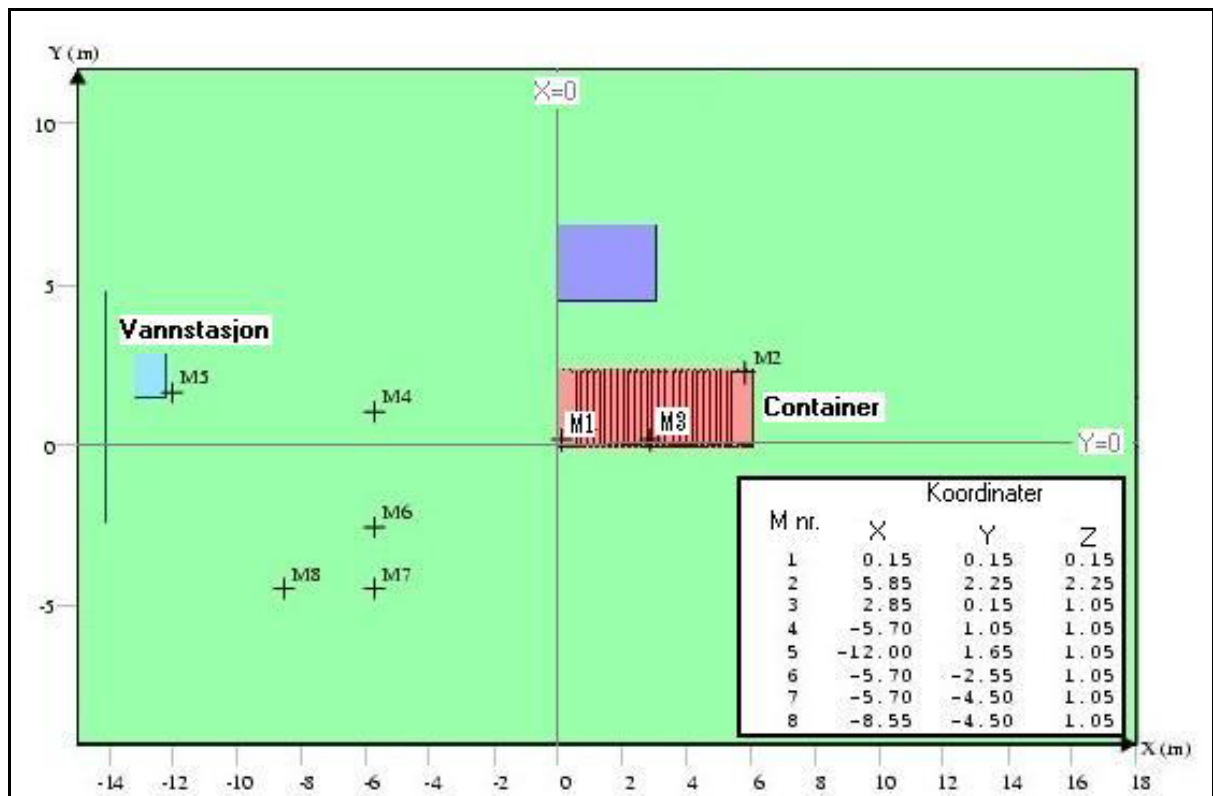 Y (m)
X=0
10
5
Vannstasjon
M5
M4
M2
M1
M3
Container
0
Y=0
M6
M8
M7
-5
Koordinater
M nr. X Y Z
1 0.15 0.15 0.15
2 5.85 2.25 2.25
3 2.85 0.15 1.05
4 -5.70 1.05 1.05
5 -12.00 1.65 1.05
6 -5.70 -2.55 1.05
7 -5.70 -4.50 1.05
8 -8.55 -4.50 1.05
X (m)
-14 -12 -10 -8 -6 -4 -2 0 2 4 6 8 10 12 14 16 18